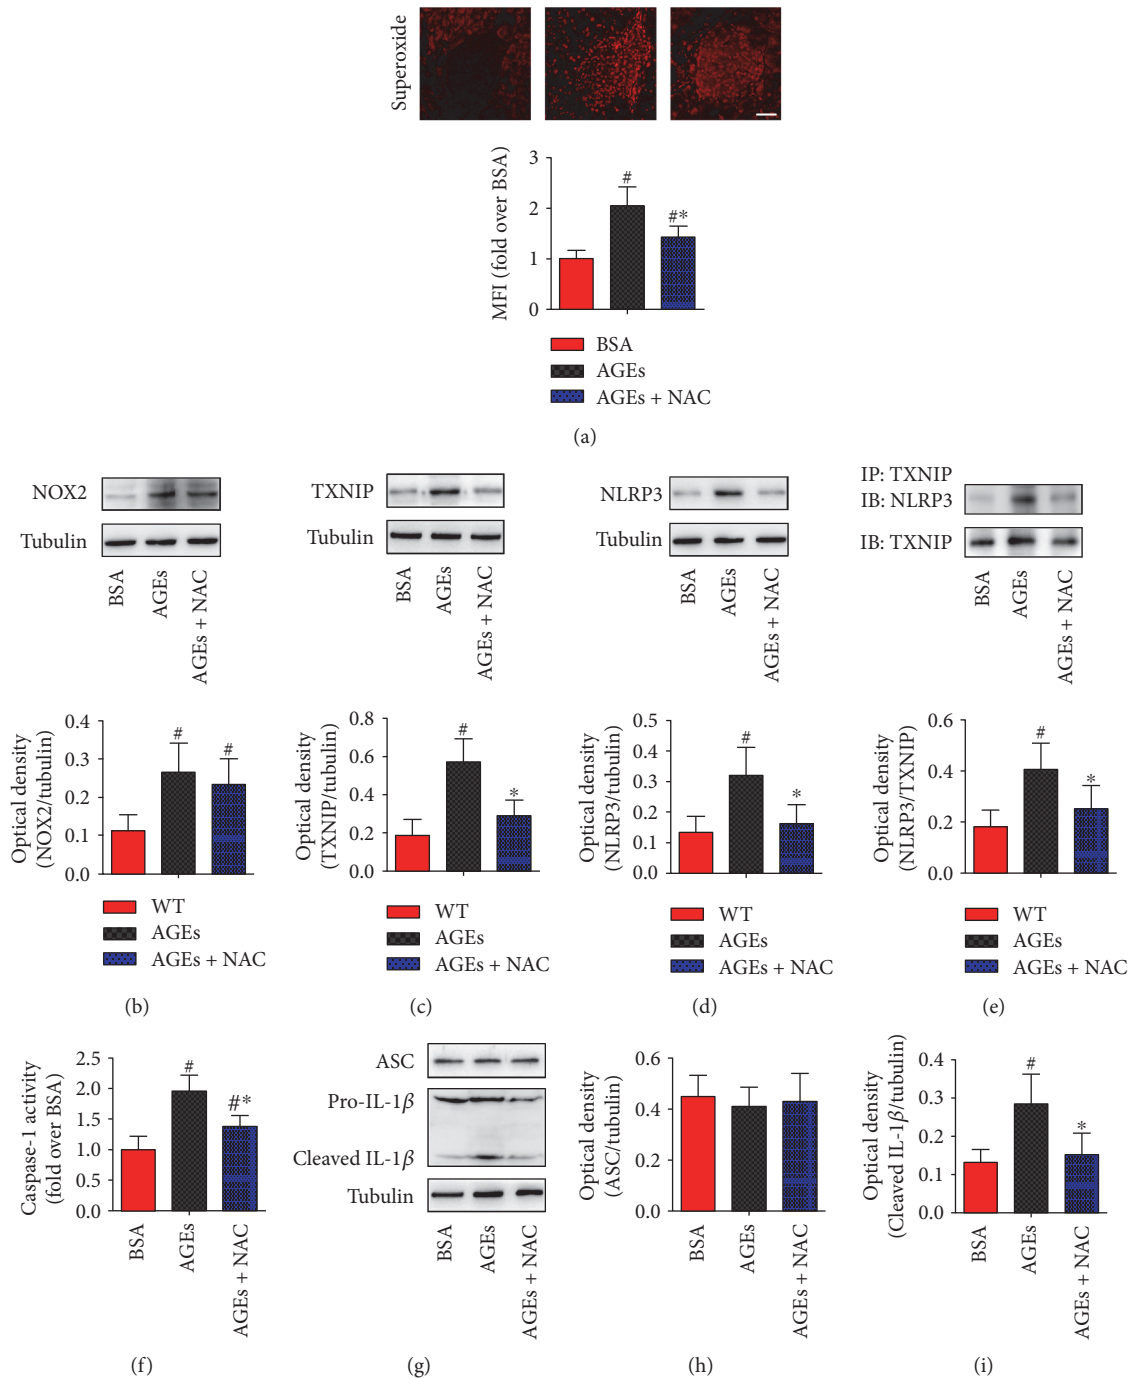 Superoxide
MFI (fold over BSA)
3
2
1
0
#
#*
BSA
AGEs
AGEs + NAC
(a)
NOX2
Tubulin
BSA
AGEs
AGEs + NAC
Optical density
(NOX2/tubulin)
0.4
0.3
0.2
0.1
0.0
#
#
WT
AGEs
AGEs + NAC
(b)
TXNIP
Tubulin
BSA
AGEs
AGEs + NAC
Optical density
(TXNIP/tubulin)
0.8
0.6
0.4
0.2
0.0
#
*
WT
AGEs
AGEs + NAC
(c)
NLRP3
Tubulin
BSA
AGEs
AGEs + NAC
Optical density
(NLRP3/tubulin)
0.5
0.4
0.3
0.2
0.1
0.0
#
*
WT
AGEs
AGEs + NAC
(d)
IP: TXNIP
IB: NLRP3
IB: TXNIP
BSA
AGEs
AGEs + NAC
Optical density
(NLRP3/TXNIP)
0.6
0.4
0.2
0.0
#
*
WT
AGEs
AGEs + NAC
(e)
Caspase-1 activity
(fold over BSA)
2.5
2.0
1.5
1.0
0.5
0.0
#
#*
BSA
AGEs
AGEs + NAC
(f)
ASC
Pro-IL-1β
Cleaved IL-1β
Tubulin
BSA
AGEs
AGEs + NAC
(g)
Optical density
(ASC/tubulin)
0.6
0.4
0.2
0.0
BSA
AGEs
AGEs + NAC
(h)
Optical density
(Cleaved IL-1β/tubulin)
0.4
0.3
0.2
0.1
0.0
#
*
BSA
AGEs
AGEs + NAC
(i)